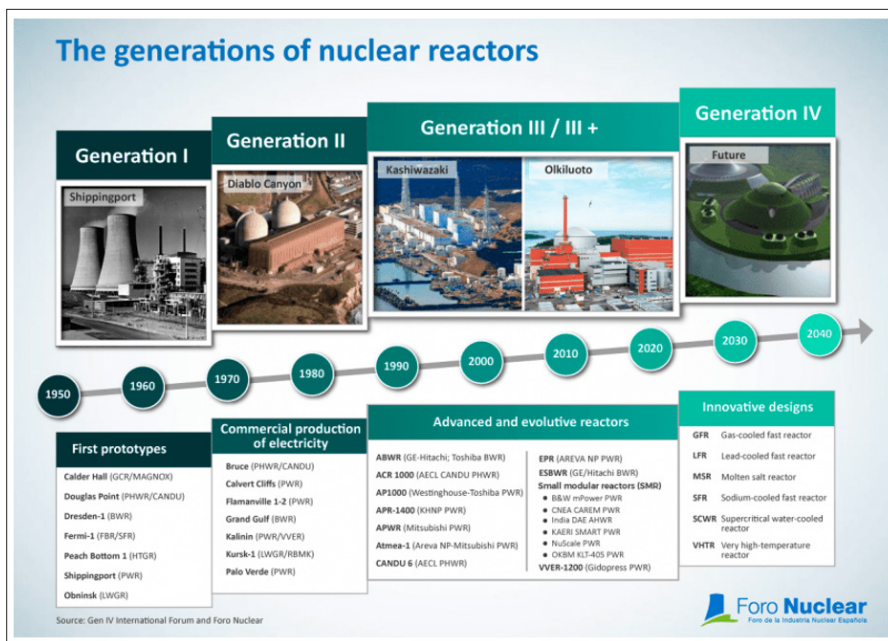 The generations of nuclear reactors
Generation I
Shippingport
Generation II
Diablo Canyon
Generation III / III +
Kashiwazaki
Olkiluoto
Generation IV
Future
1950
1960
1970
1980
1990
2000
2010
2020
2030
2040
First prototypes
Calder Hall (GCR/MAGNOX)
Douglas Point (PHWR/CANDU)
Dresden-1 (BWR)
Fermi-1 (FBR/SFR)
Peach Bottom 1 (HTGR)
Shippingport (PWR)
Obninsk (LWGR)
Commercial production
of electricity
Bruce (PHWR/CANDU)
Calvert Cliffs (PWR)
Flamanville 1-2 (PWR)
Grand Gulf (BWR)
Kalinin (PWR/VVER)
Kursk-1 (LWGR/RBMK)
Palo Verde (PWR)
Advanced and evolutive reactors
ABWR (GE-Hitachi; Toshiba BWR)
ACR 1000 (AECL CANDU PHWR)
AP1000 (Westinghouse-Toshiba PWR)
APR-1400 (KHNP PWR)
APWR (Mitsubishi PWR)
Atmea-1 (Areva NP-Mitsubishi PWR)
CANDU 6 (AECL PHWR)
EPR (AREVA NP PWR)
ESBWR (GE/Hitachi BWR)
Small modular reactors (SMR)
• B&W mPower PWR
• CNEA CAREM PWR
• India DAE AHWR
• KAERI SMART PWR
• NuScale PWR
• OKBM KLT-405 PWR
VVER-1200 (Gidopress PWR)
Innovative designs
GFR Gas-cooled fast reactor
LFR Lead-cooled fast reactor
MSR Molten salt reactor
SFR Sodium-cooled fast reactor
SCWR Supercritical water-cooled
reactor
VHTR Very high-temperature
reactor
Source: Gen IV International Forum and Foro Nuclear
Foro Nuclear
Foro de la Industria Nuclear Española